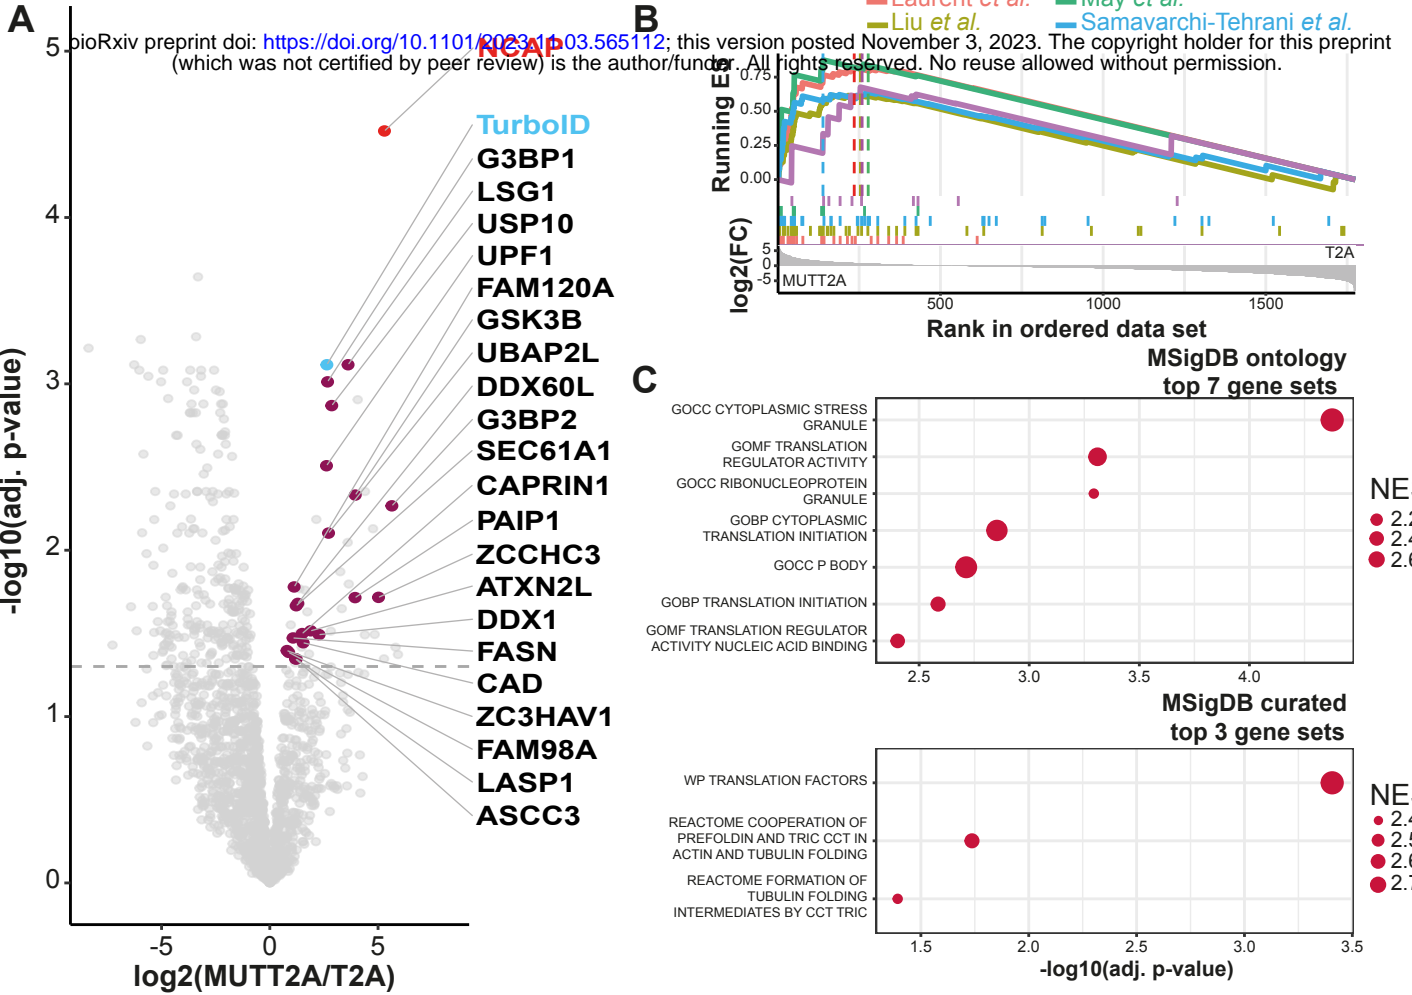 A
B
Laurent et al.
May et al.
Liu et al.
Samavarchi-Tehrani et al.
bioRxiv preprint doi: https://doi.org/10.1101/2023. .03.565112; this version posted November 3, 2023. The copyright holder for this preprint
(which was not certified by peer review) is the author/funder. All rights reserved. No reuse allowed without permission.
NCAP
TurboID
G3BP1
LSG1
USP10
UPF1
FAM120A
GSK3B
UBAP2L
DDX60L
G3BP2
SEC61A1
CAPRIN1
PAIP1
ZCCHC3
ATXN2L
DDX1
FASN
CAD
ZC3HAV1
FAM98A
LASP1
ASCC3
-log10(adj. p-value)
5
4
3
2
1
0
-5 0 5
log2(MUTT2A/T2A)
Running ES
0.75
0.50
0.25
0.00
log2(FC)
5
0
-5
T2A
MUTT2A
500 1000 1500
Rank in ordered data set
C
MSigDB ontology
top 7 gene sets
GOCC CYTOPLASMIC STRESS
GRANULE
GOMF TRANSLATION
REGULATOR ACTIVITY
GOCC RIBONUCLEOPROTEIN
GRANULE
GOBP CYTOPLASMIC
TRANSLATION INITIATION
GOCC P BODY
GOBP TRANSLATION INITIATION
GOMF TRANSLATION REGULATOR
ACTIVITY NUCLEIC ACID BINDING
2.5 3.0 3.5 4.0
MSigDB curated
top 3 gene sets
WP TRANSLATION FACTORS
REACTOME COOPERATION OF
PREFOLDIN AND TRIC CCT IN
ACTIN AND TUBULIN FOLDING
REACTOME FORMATION OF
TUBULIN FOLDING
INTERMEDIATES BY CCT TRIC
1.5 2.0 2.5 3.0 3.5
-log10(adj. p-value)